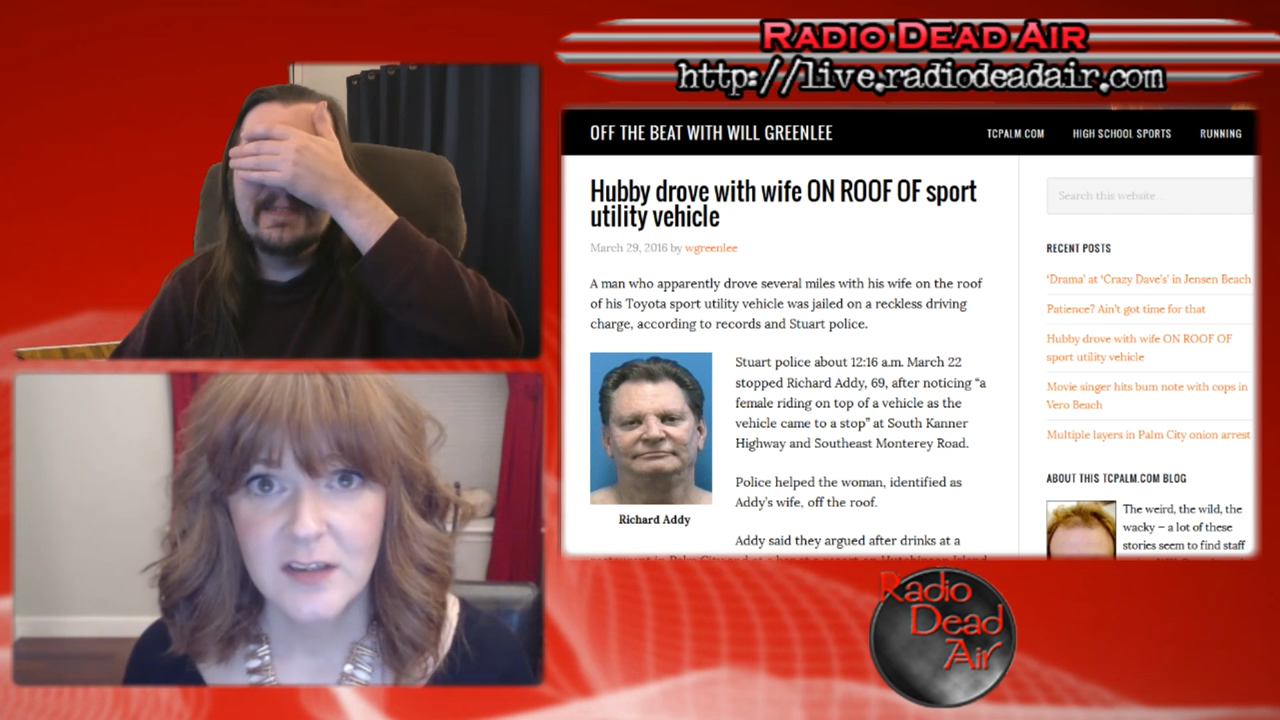 RADIO DEAD AIR
http://live.radiodeadair.com
OFF THE BEAT WITH WILL GREENLEE
TCPALM.COM
HIGH SCHOOL SPORTS
RUNNING
Hubby drove with wife ON ROOF OF sport
utility vehicle
March 29, 2016 by wgreenlee
A man who apparently drove several miles with his wife on the roof
of his Toyota sport utility vehicle was jailed on a reckless driving
charge, according to records and Stuart police.
Stuart police about 12:16 a.m. March 22
stopped Richard Addy, 69, after noticing “a
female riding on top of a vehicle as the
vehicle came to a stop” at South Kanner
Highway and Southeast Monterey Road.
Police helped the woman, identified as
Addy’s wife, off the roof.
Addy said they argued after drinks at a
Richard Addy
Search this website…
RECENT POSTS
‘Drama’ at ‘Crazy Dave’s’ in Jensen Beach
Patience? Ain’t got time for that
Hubby drove with wife ON ROOF OF
sport utility vehicle
Movie singer hits bum note with cops in
Vero Beach
Multiple layers in Palm City onion arrest
ABOUT THIS TCPALM.COM BLOG
The weird, the wild, the
wacky – a lot of these
stories seem to find staff
Radio
Dead
Air